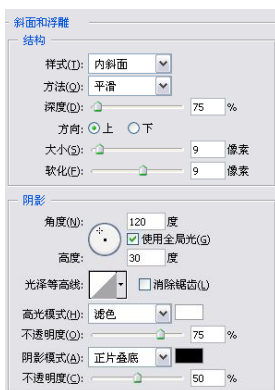 斜面和浮雕
结构
样式(T): 内斜面
方法(Q): 平滑
深度(D): 75 %
方向: 上 下
大小(S): 9 像素
软化(F): 9 像素
阴影
角度(N): 120 度
使用全局光(G)
高度: 30 度
光泽等高线: 消除锯齿(L)
高光模式(H): 滤色
不透明度(O): 75 %
阴影模式(A): 正片叠底
不透明度(C): 50 %